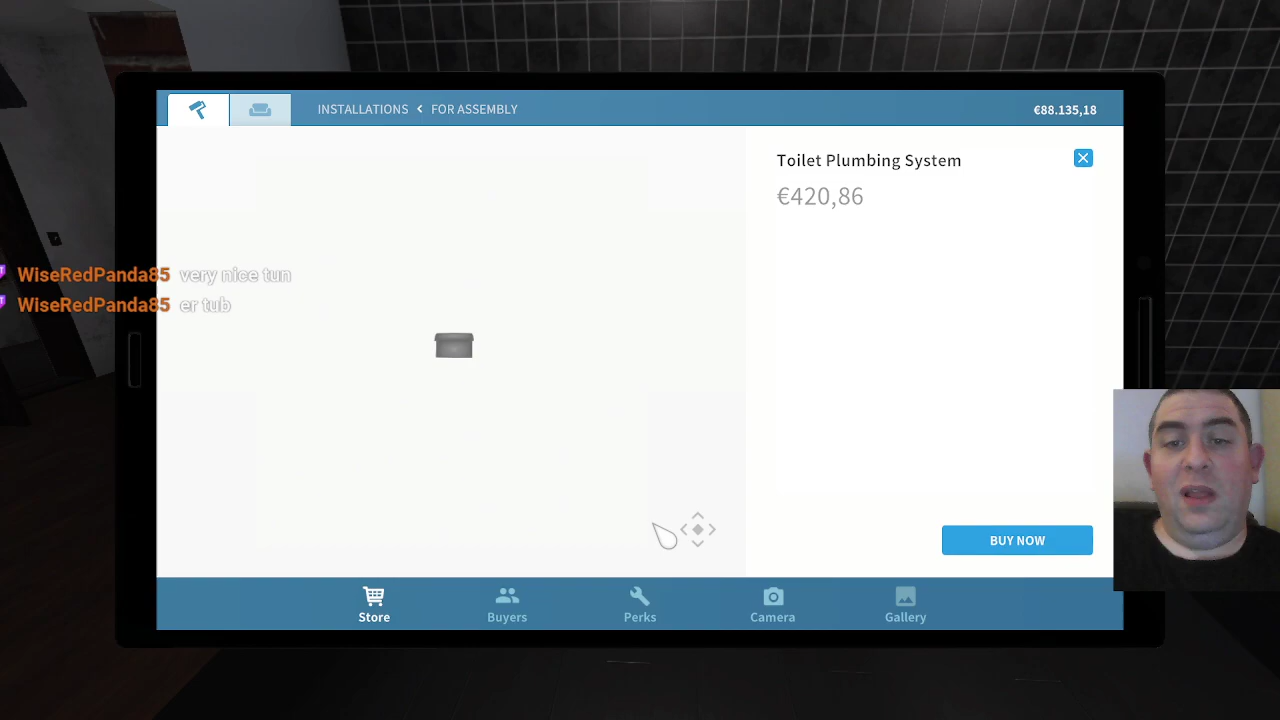 INSTALLATIONS < FOR ASSEMBLY
€88.135,18
Toilet Plumbing System
€420,86
WiseRedPanda85 very nice tun
WiseRedPanda85 er tub
BUY NOW
Store
Buyers
Perks
Camera
Gallery